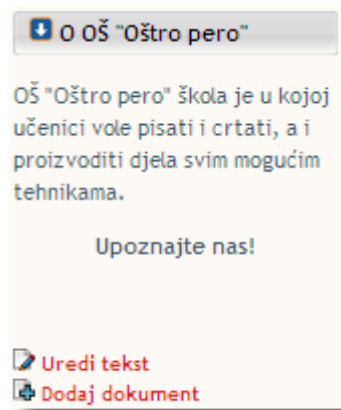 O OŠ "Oštro pero"
OŠ "Oštro pero" škola je u kojoj
učenici vole pisati i crtati, a i
proizvoditi djela svim mogućim
tehnikama.
Upoznajte nas!
Uredi tekst
Dodaj dokument